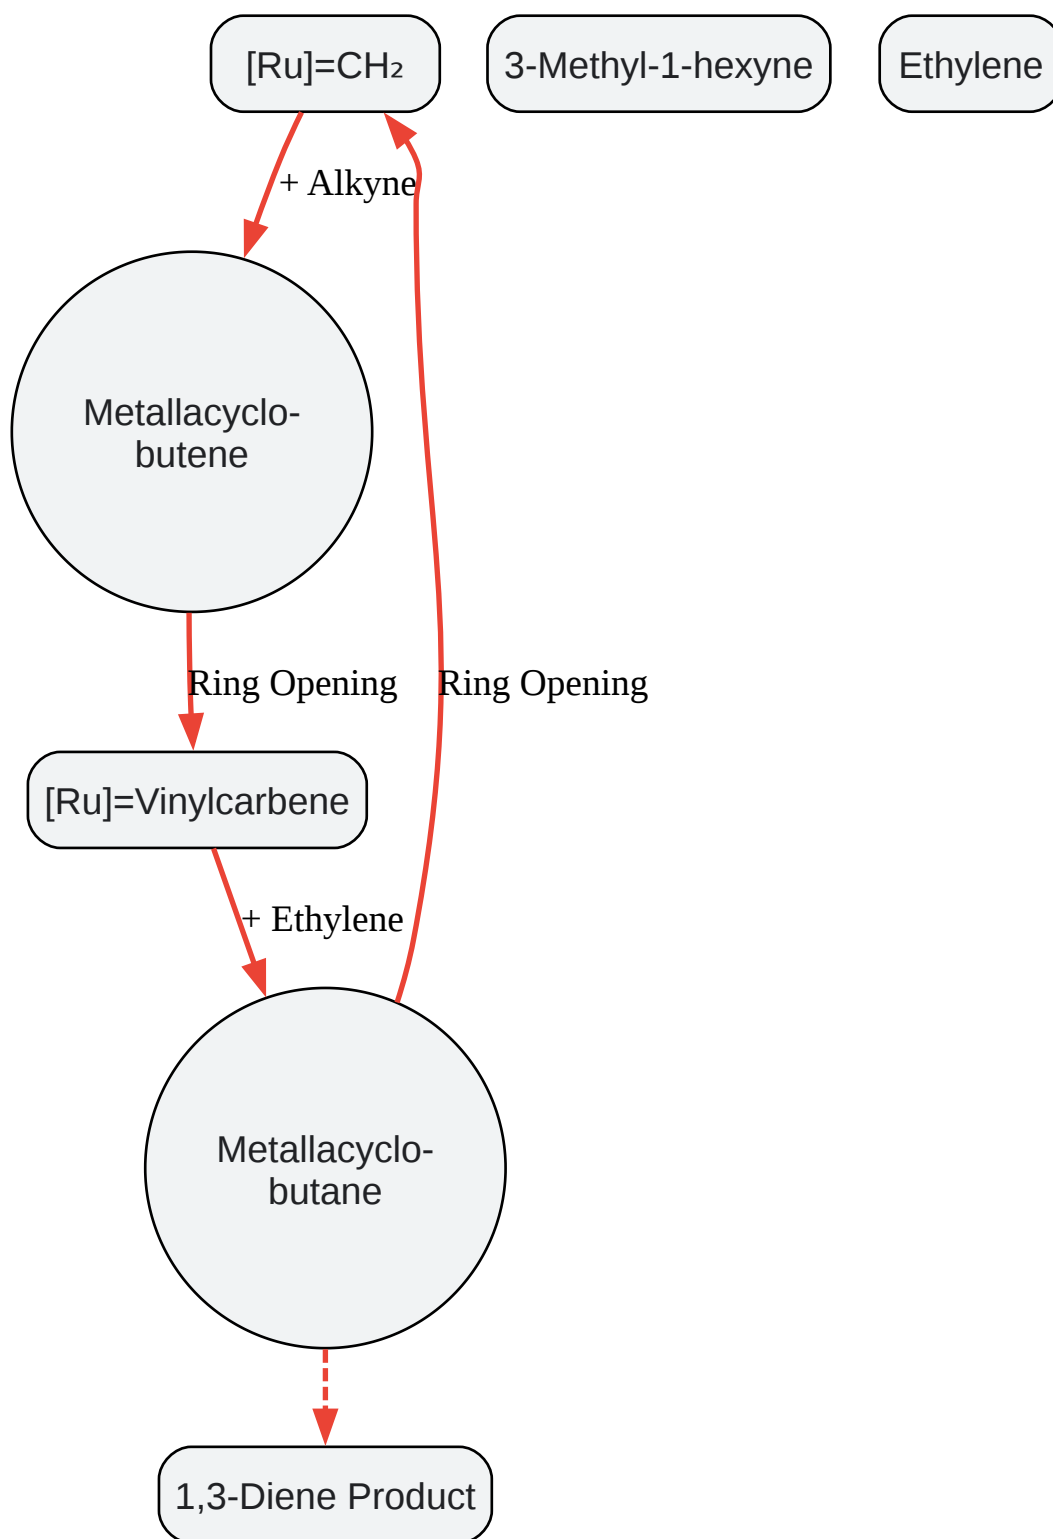 [Ru]=CH₂
3-Methyl-1-hexyne
Ethylene
+ Alkyne
Metallacyclo-
butene
Ring Opening
Ring Opening
[Ru]=Vinylcarbene
+ Ethylene
Metallacyclo-
butane
1,3-Diene Product